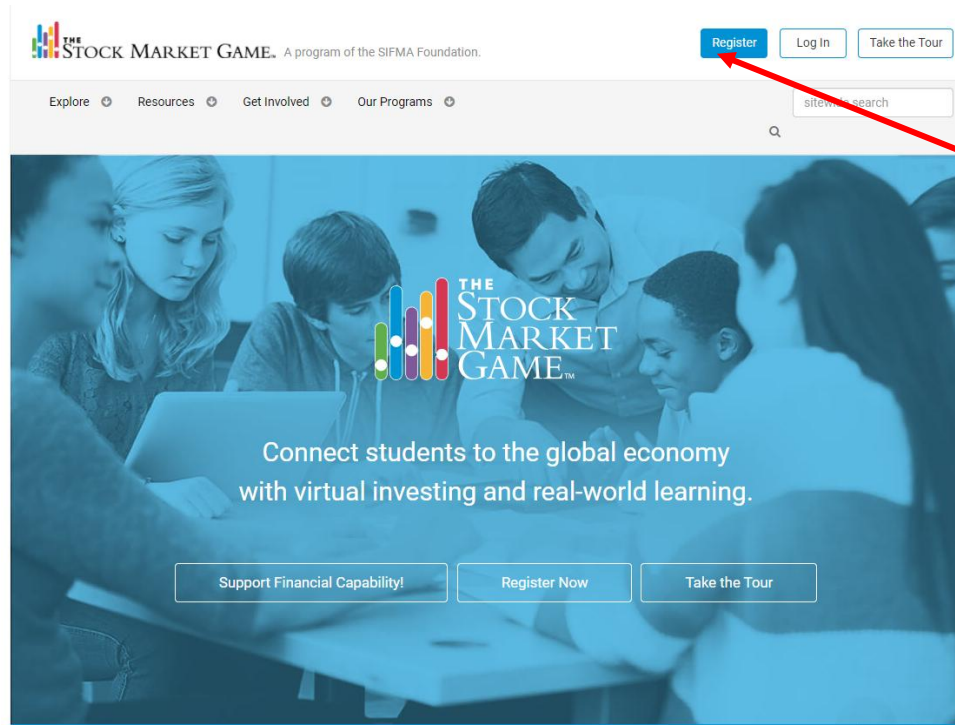 THE
STOCK MARKET GAME™ A program of the SIFMA Foundation.
Register Log In Take the Tour
Explore Resources Get Involved Our Programs
sitewide search
THE
STOCK
MARKET
GAME™
Connect students to the global economy
with virtual investing and real-world learning.
Support Financial Capability! Register Now Take the Tour